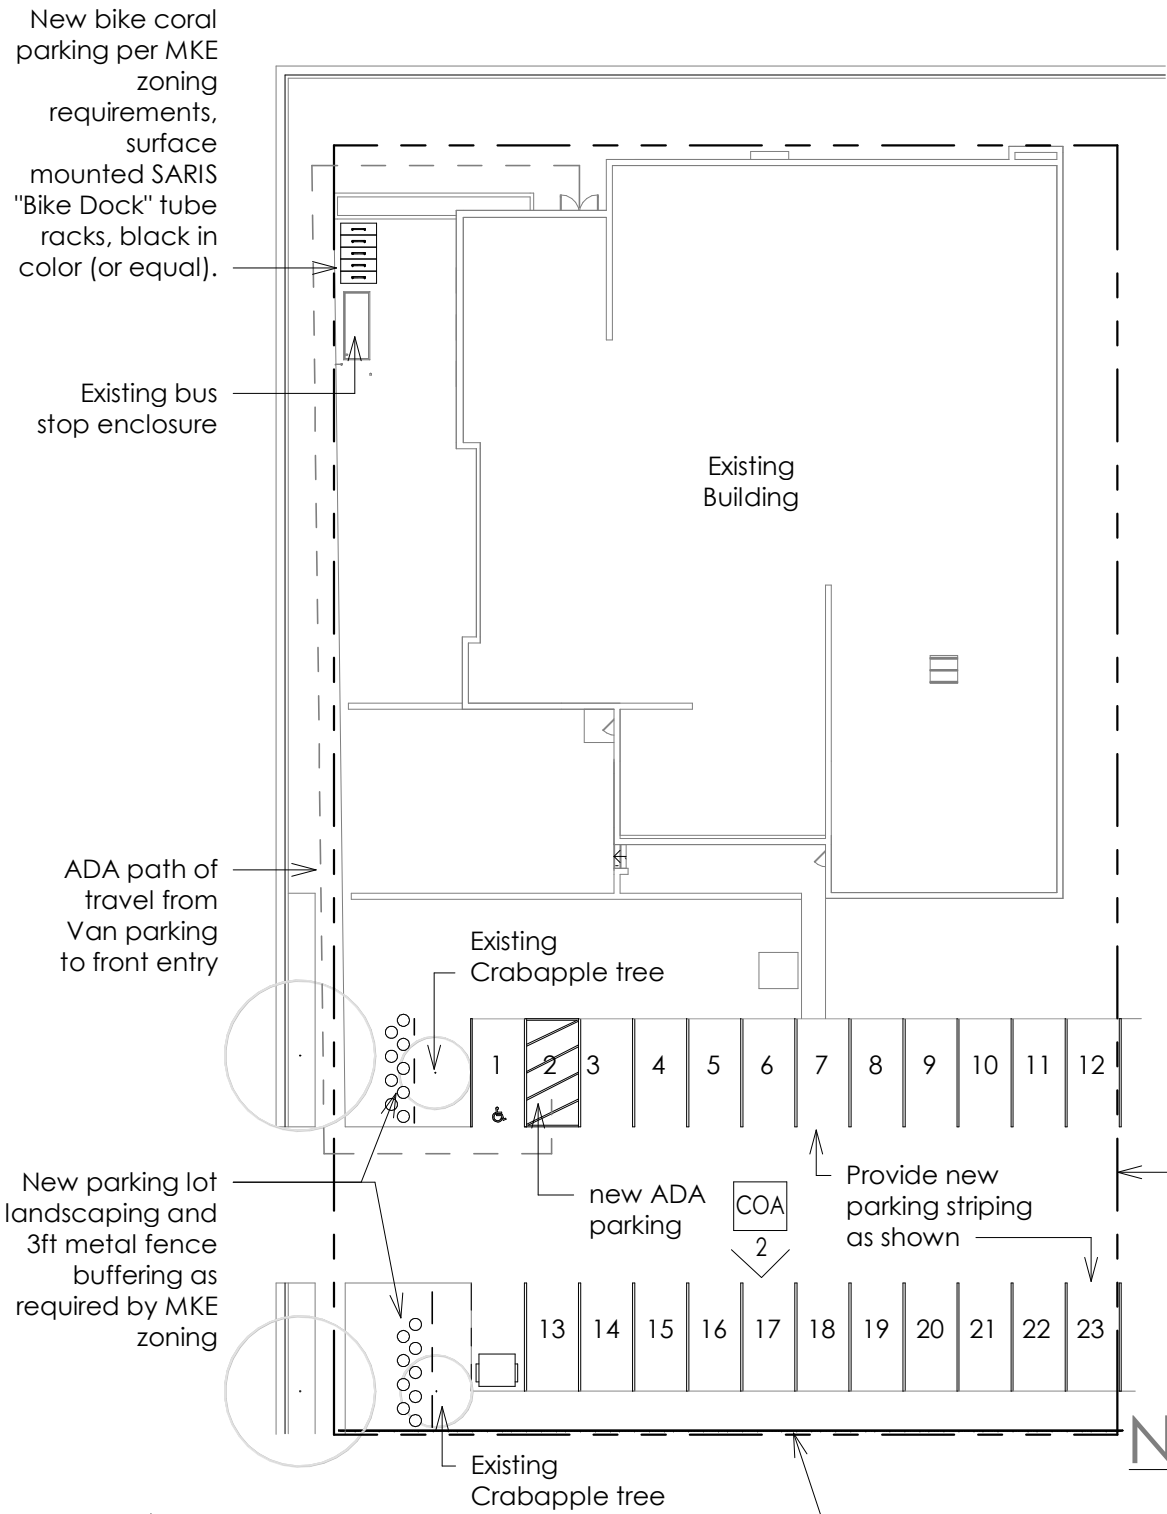 New bike coral
parking per MKE
zoning
requirements,
surface
mounted SARIS
"Bike Dock" tube
racks, black in
color (or equal).
Existing bus
stop enclosure
Existing
Building
ADA path of
travel from
Van parking
to front entry
Existing
Crabapple tree
1 2 3 4 5 6 7 8 9 10 11 12
New parking lot
landscaping and
3ft metal fence
buffering as
required by MKE
zoning
new ADA
parking
COA
2
Provide new
parking striping
as shown
13 14 15 16 17 18 19 20 21 22 23
N
Existing
Crabapple tree